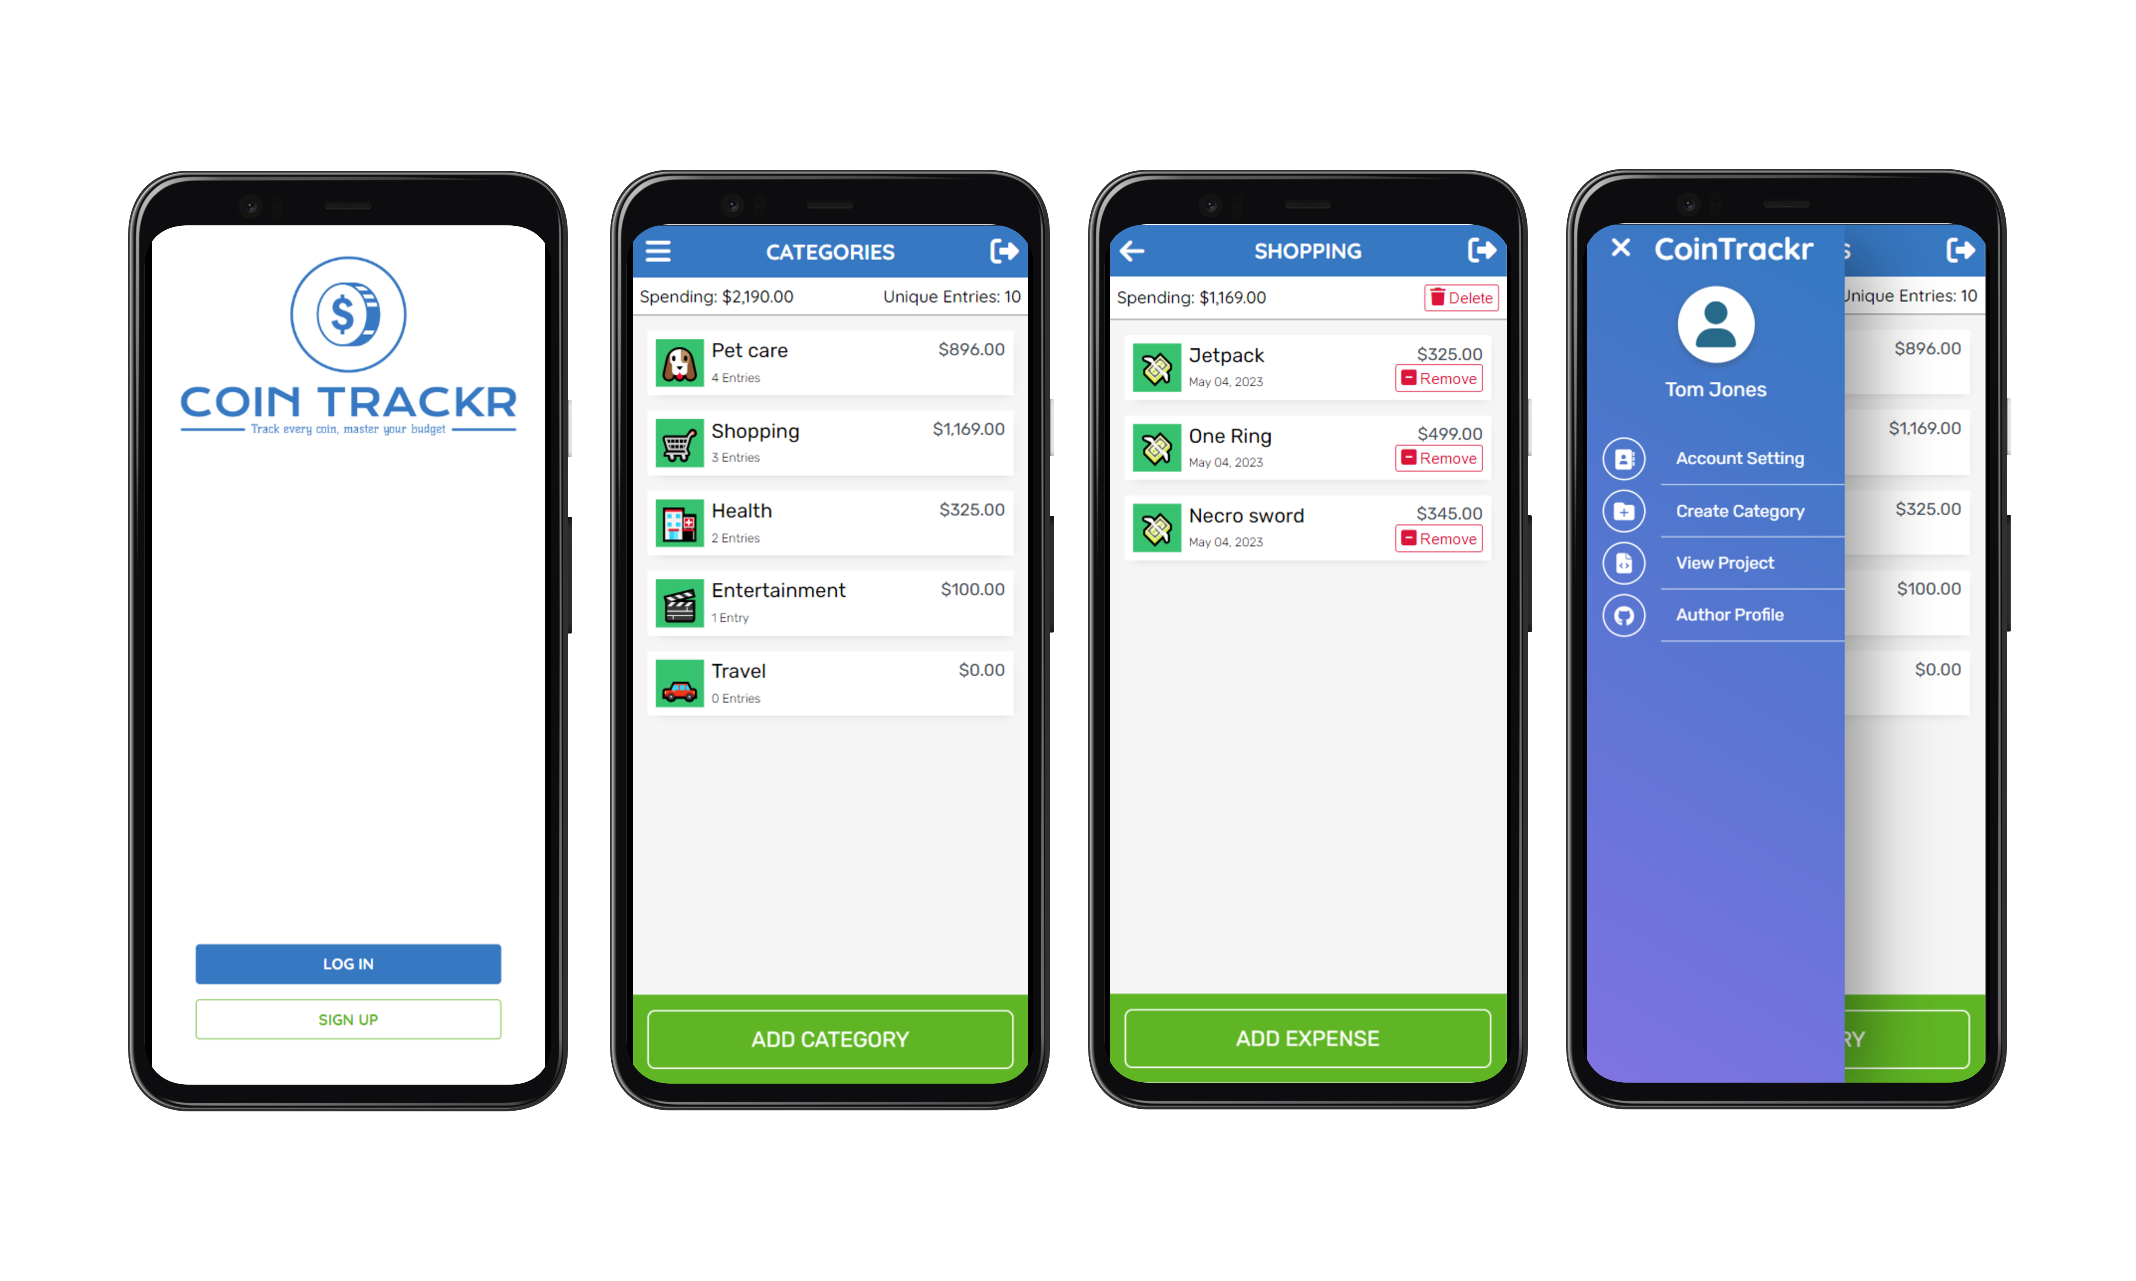 COIN TRACKR
Track every coin, master your budget
LOG IN
SIGN UP
CATEGORIES
Spending: $2,190.00 Unique Entries: 10
Pet care $896.00
4 Entries
Shopping $1,169.00
3 Entries
Health $325.00
2 Entries
Entertainment $100.00
1 Entry
Travel $0.00
0 Entries
ADD CATEGORY
SHOPPING
Spending: $1,169.00 Delete
Jetpack $325.00
May 04, 2023 Remove
One Ring $499.00
May 04, 2023 Remove
Necro sword $345.00
May 04, 2023 Remove
ADD EXPENSE
CoinTrackr S
Unique Entries: 10
Tom Jones
$896.00
$1,169.00
Account Setting
Create Category $325.00
View Project
$100.00
Author Profile
$0.00
RY